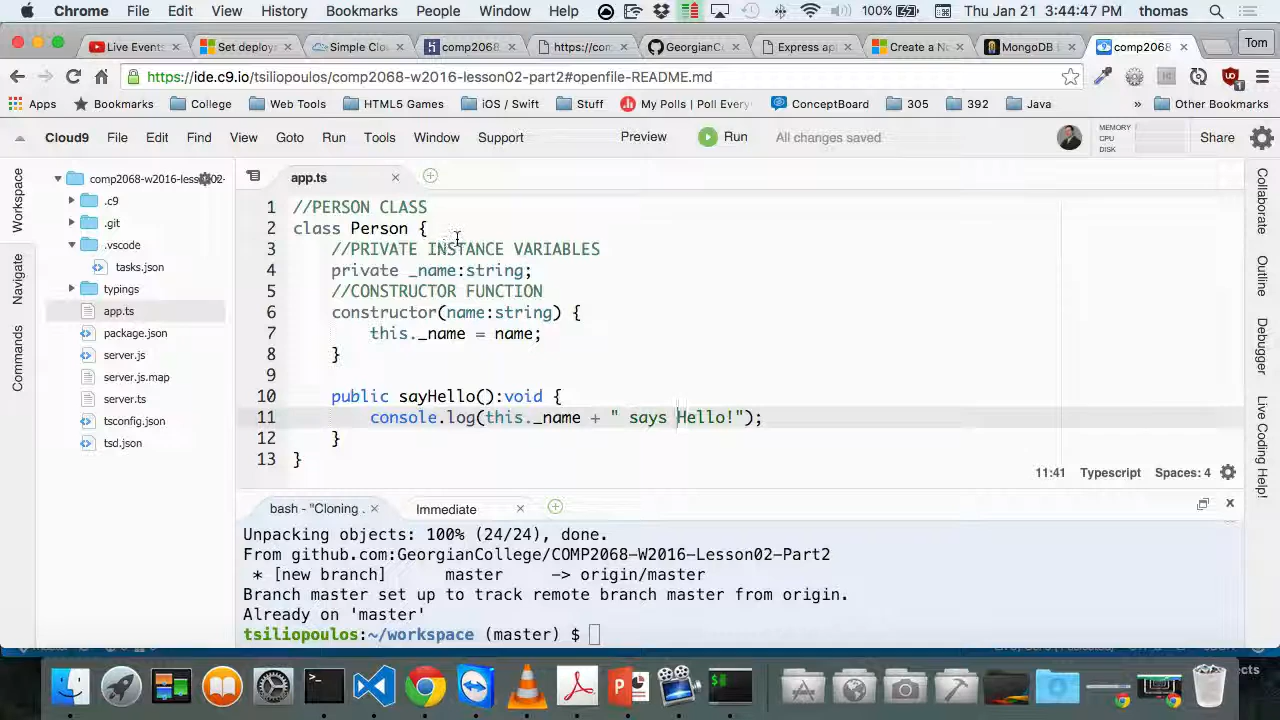 Chrome File Edit View History Bookmarks People Window Help 100% Thu Jan 21 3:44:47 PM thomas
Live Events Set deploy Simple Clou comp2068 https://com GeorgianCo Express app Create a N MongoDB comp2068 Tom
https://ide.c9.io/tsiliopoulos/comp2068-w2016-lesson02-part2#openfile-README.md
Apps Bookmarks College Web Tools HTML5 Games iOS / Swift Stuff My Polls | Poll Every ConceptBoard 305 392 Java » Other Bookmarks
Cloud9 File Edit Find View Goto Run Tools Window Support Preview Run All changes saved MEMORY CPU DISK Share
Workspace
Navigate
Commands
comp2068-w2016-less
.c9
.git
.vscode
tasks.json
typings
app.ts
package.json
server.js
server.js.map
server.ts
tsconfig.json
tsd.json
app.ts
1 //PERSON CLASS
2 class Person {
3 //PRIVATE INSTANCE VARIABLES
4 private _name:string;
5 //CONSTRUCTOR FUNCTION
6 constructor(name:string) {
7 this._name = name;
8 }
9
10 public sayHello():void {
11 console.log(this._name + " says Hello!");
12 }
13 }
11:41 Typescript Spaces: 4
Collaborate
Outline
Debugger
Live Coding Help!
bash - "Cloning . Immediate
Unpacking objects: 100% (24/24), done.
From github.com:GeorgianCollege/COMP2068-W2016-Lesson02-Part2
* [new branch] master -> origin/master
Branch master set up to track remote branch master from origin.
Already on 'master'
tsiliopoulos:~/workspace (master) $